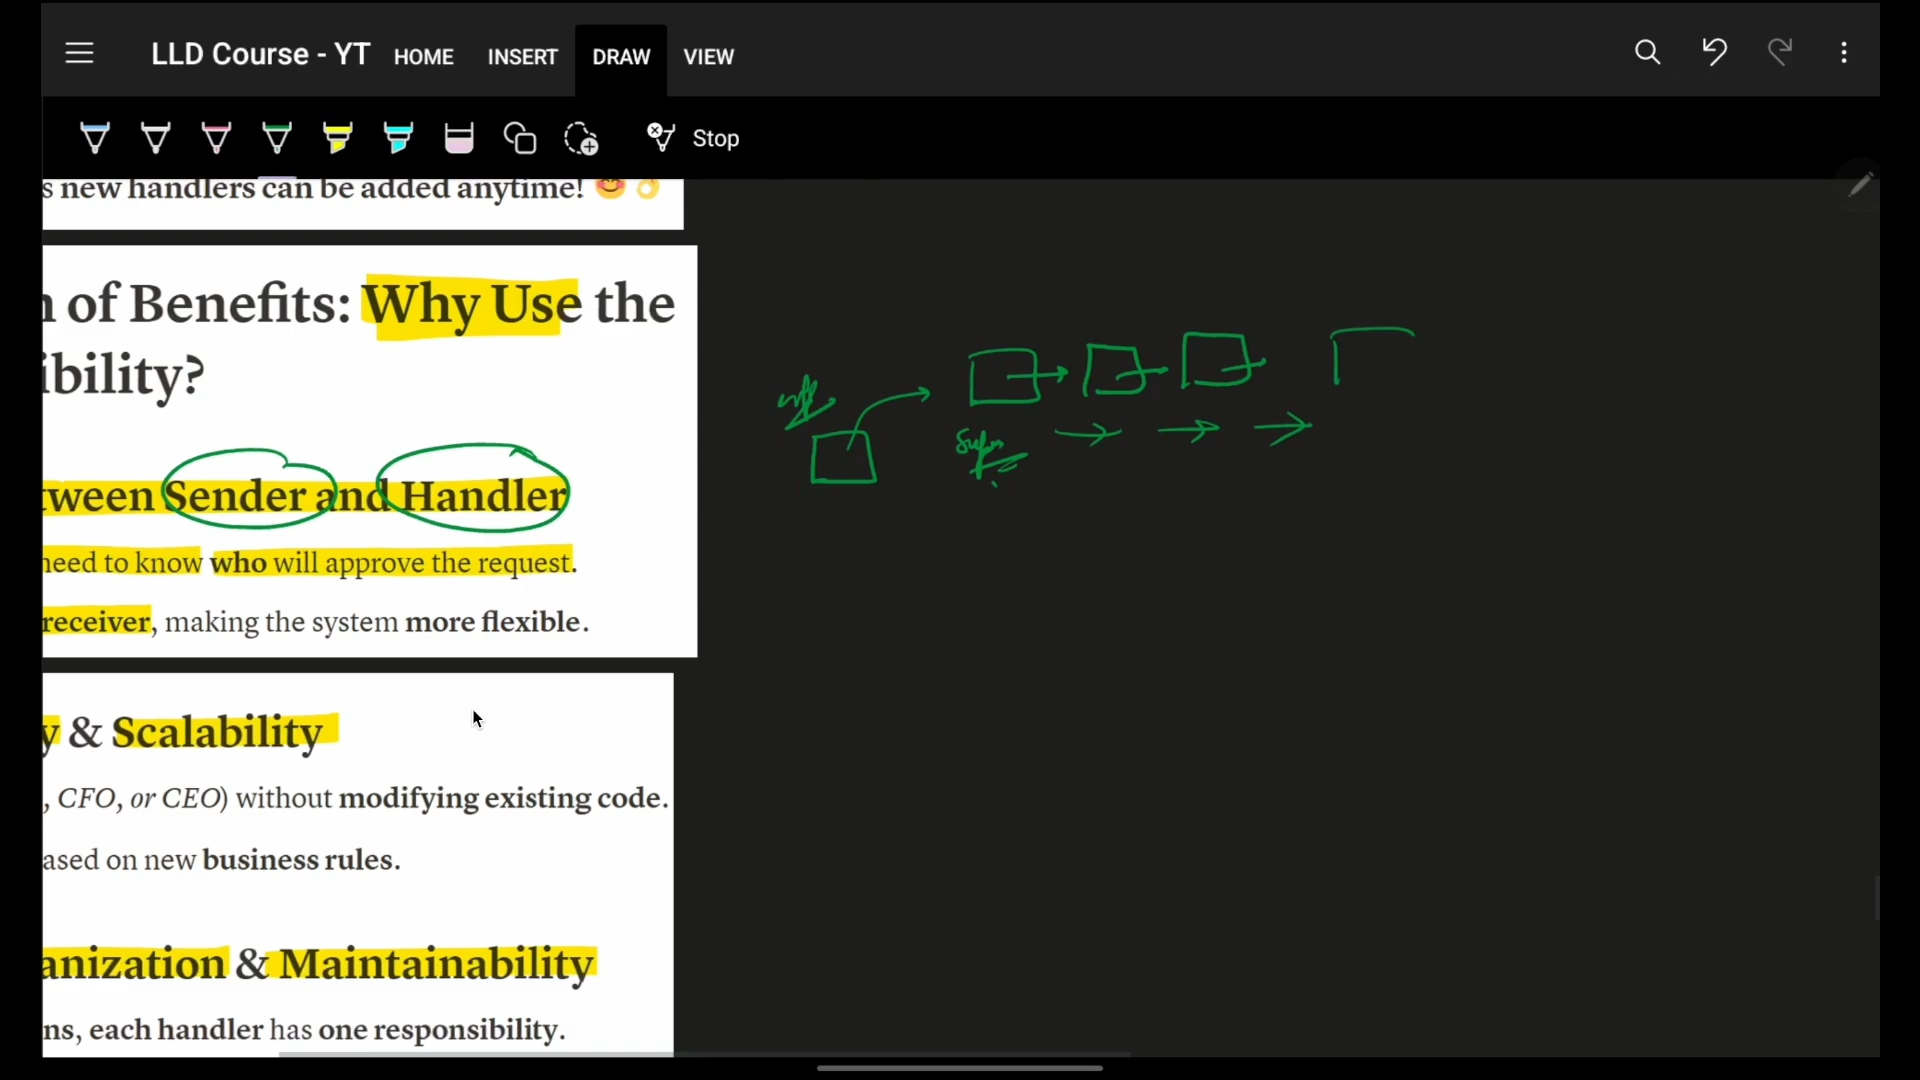 LLD Course - YT HOME INSERT DRAW VIEW
Stop
s new handlers can be added anytime! 😊 👌
n of Benefits: Why Use the
ibility?
tween Sender and Handler
need to know who will approve the request.
receiver, making the system more flexible.
y & Scalability
, CFO, or CEO) without modifying existing code.
ased on new business rules.
anization & Maintainability
ns, each handler has one responsibility.